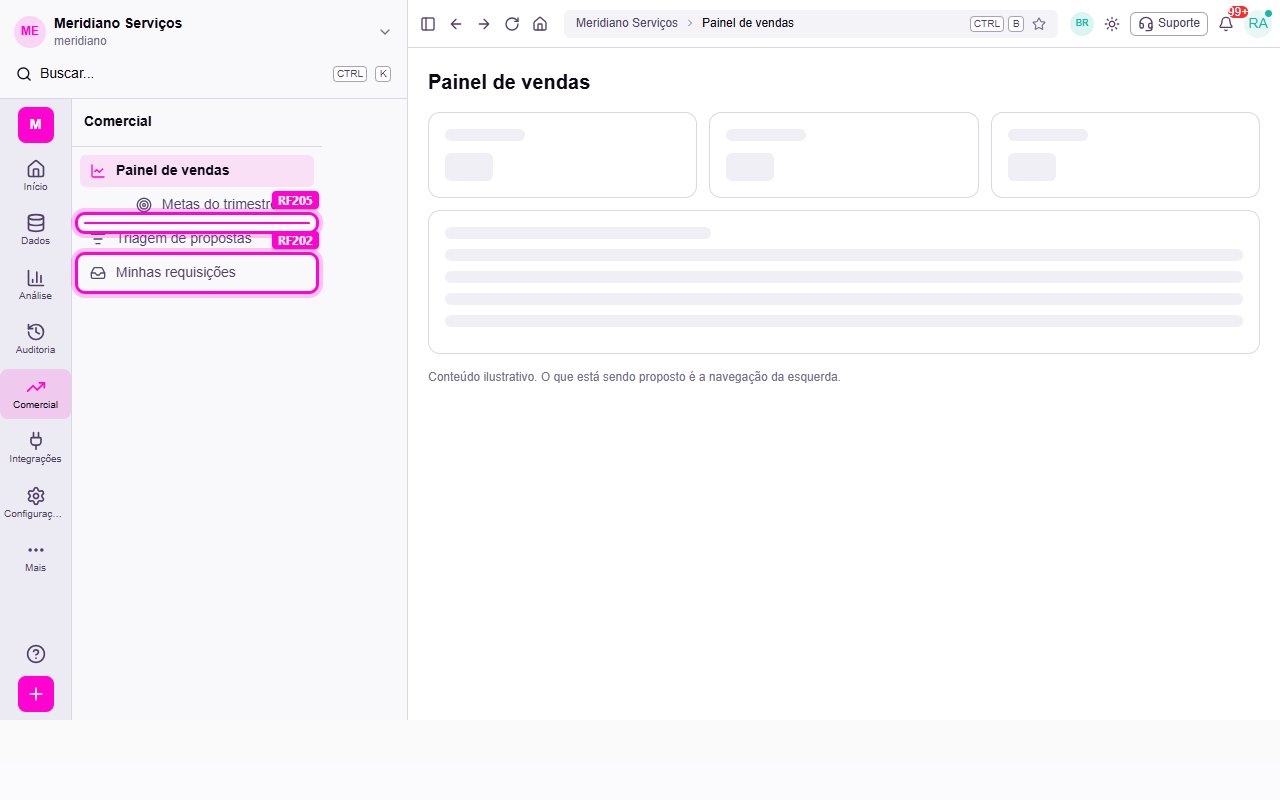 ME
Meridiano Serviços
meridiano
Buscar...
CTRL K
Meridiano Serviços > Painel de vendas
CTRL B
BR
Suporte
99+
RA
M
Início
Dados
Análise
Auditoria
Comercial
Integrações
Configuraç...
Mais
Comercial
Painel de vendas
Metas do trimestre
RF205
Triagem de propostas
RF202
Minhas requisições
Painel de vendas
Conteúdo ilustrativo. O que está sendo proposto é a navegação da esquerda.